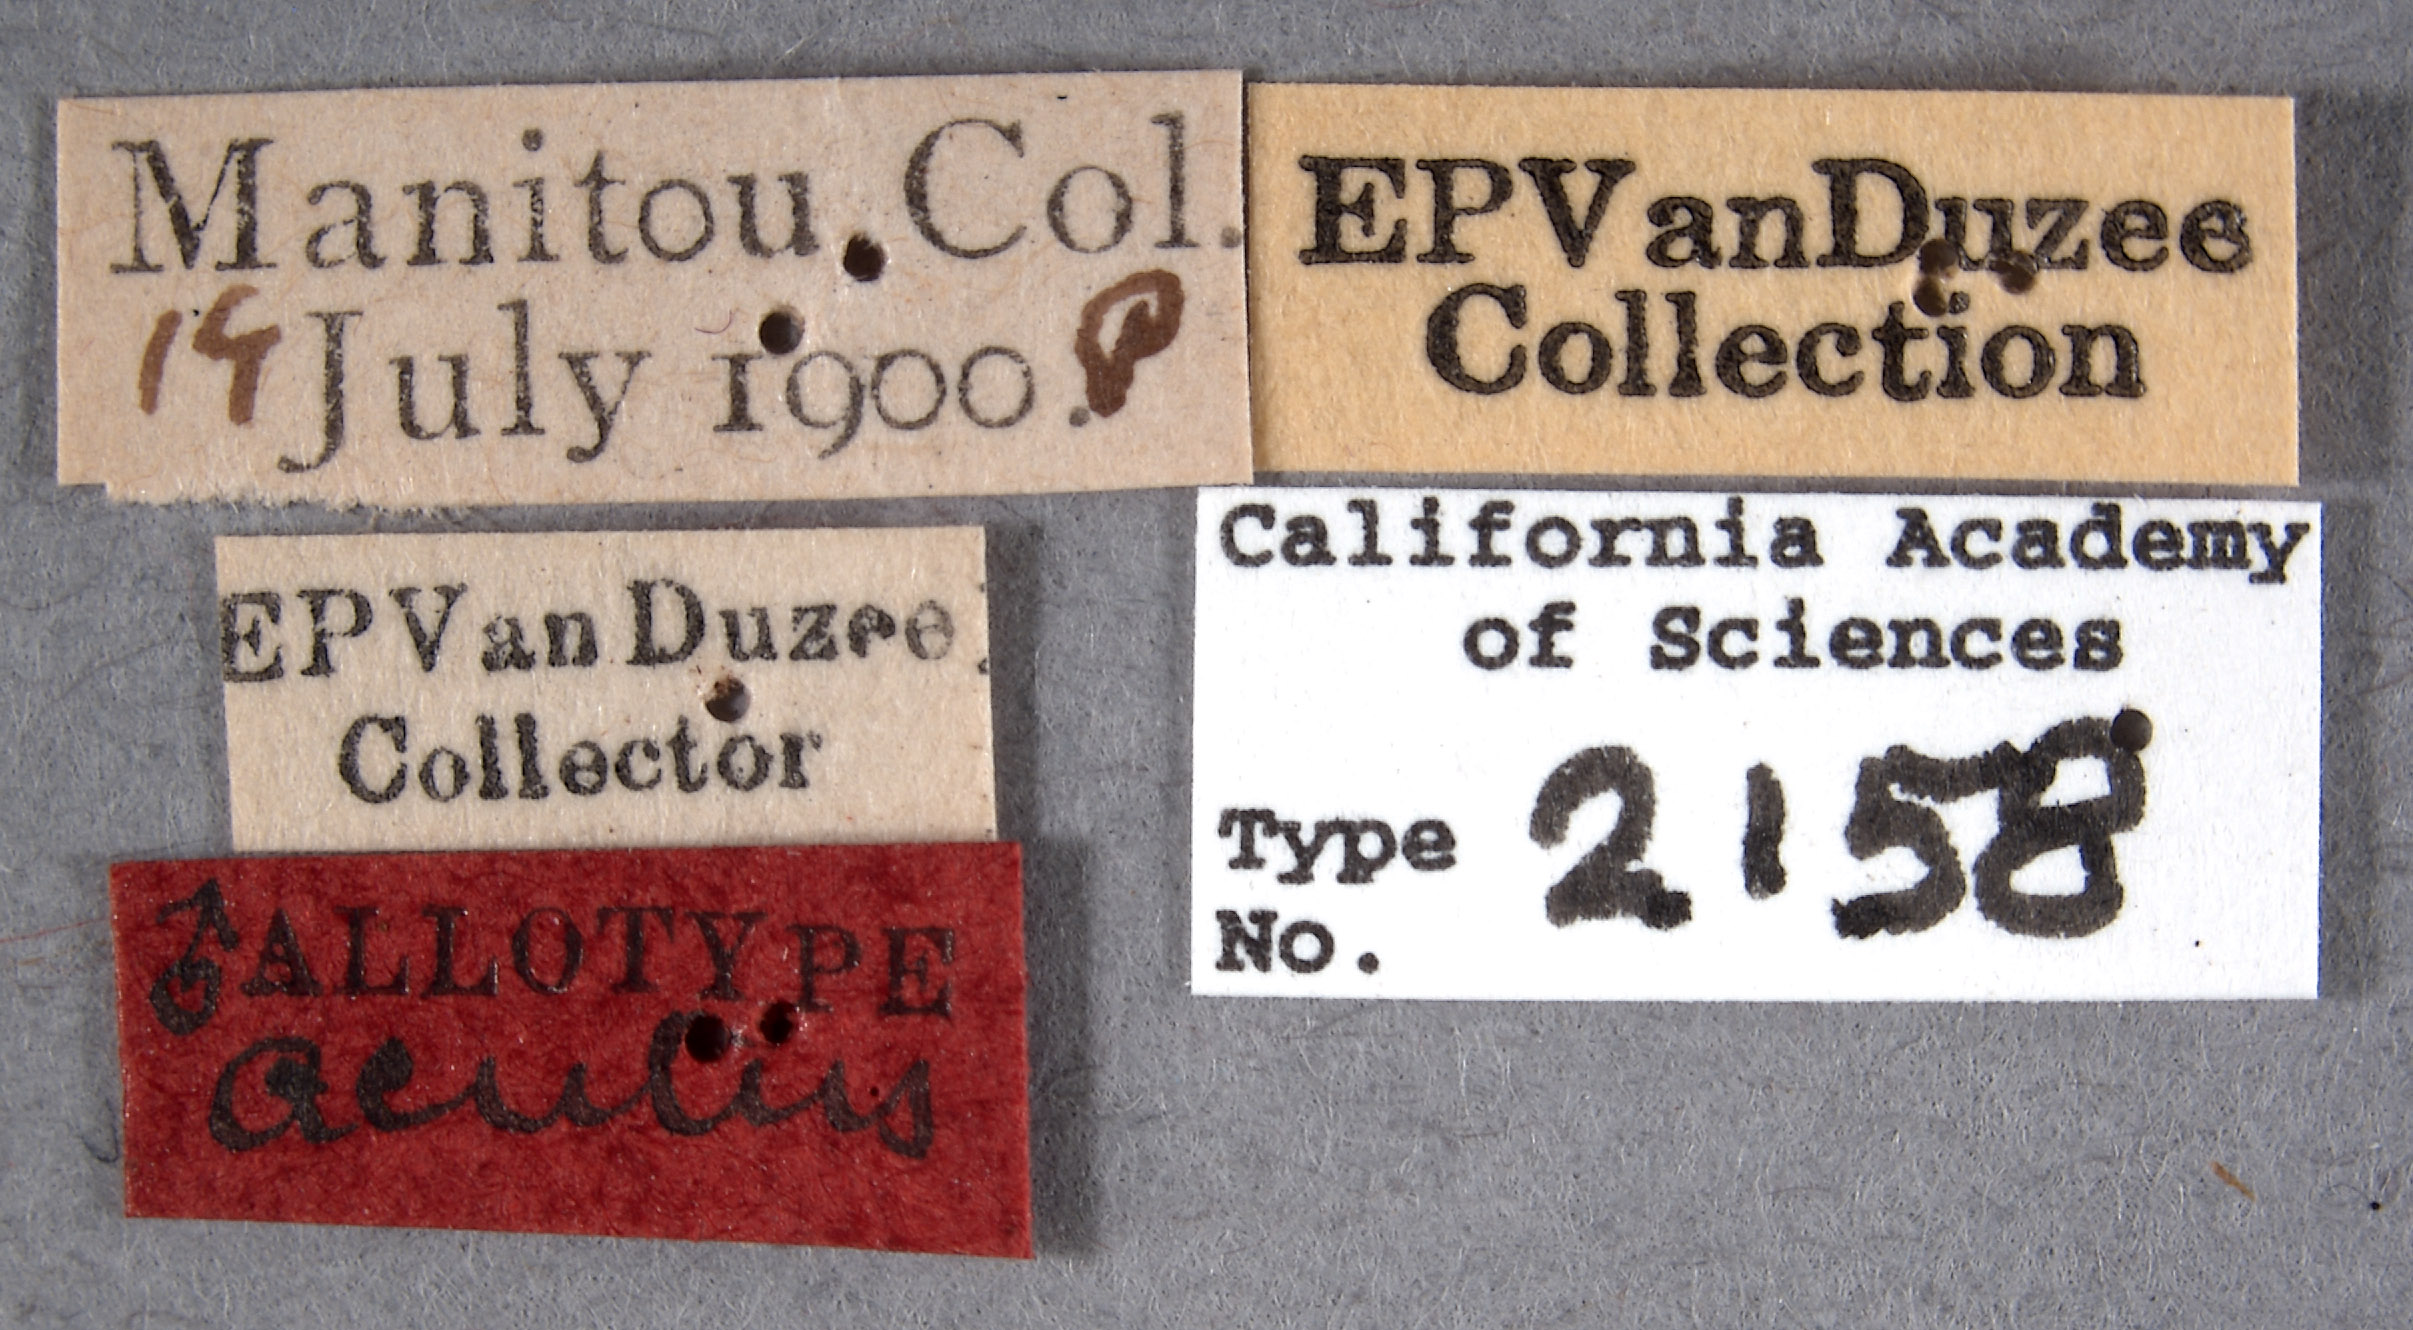 Manitou. Col.
14 July 1900. P
EPVanDuzee
Collection
EPVanDuzee.
Collector
California Academy
of Sciences
Type
No. 2158
♂ ALLOTYPE